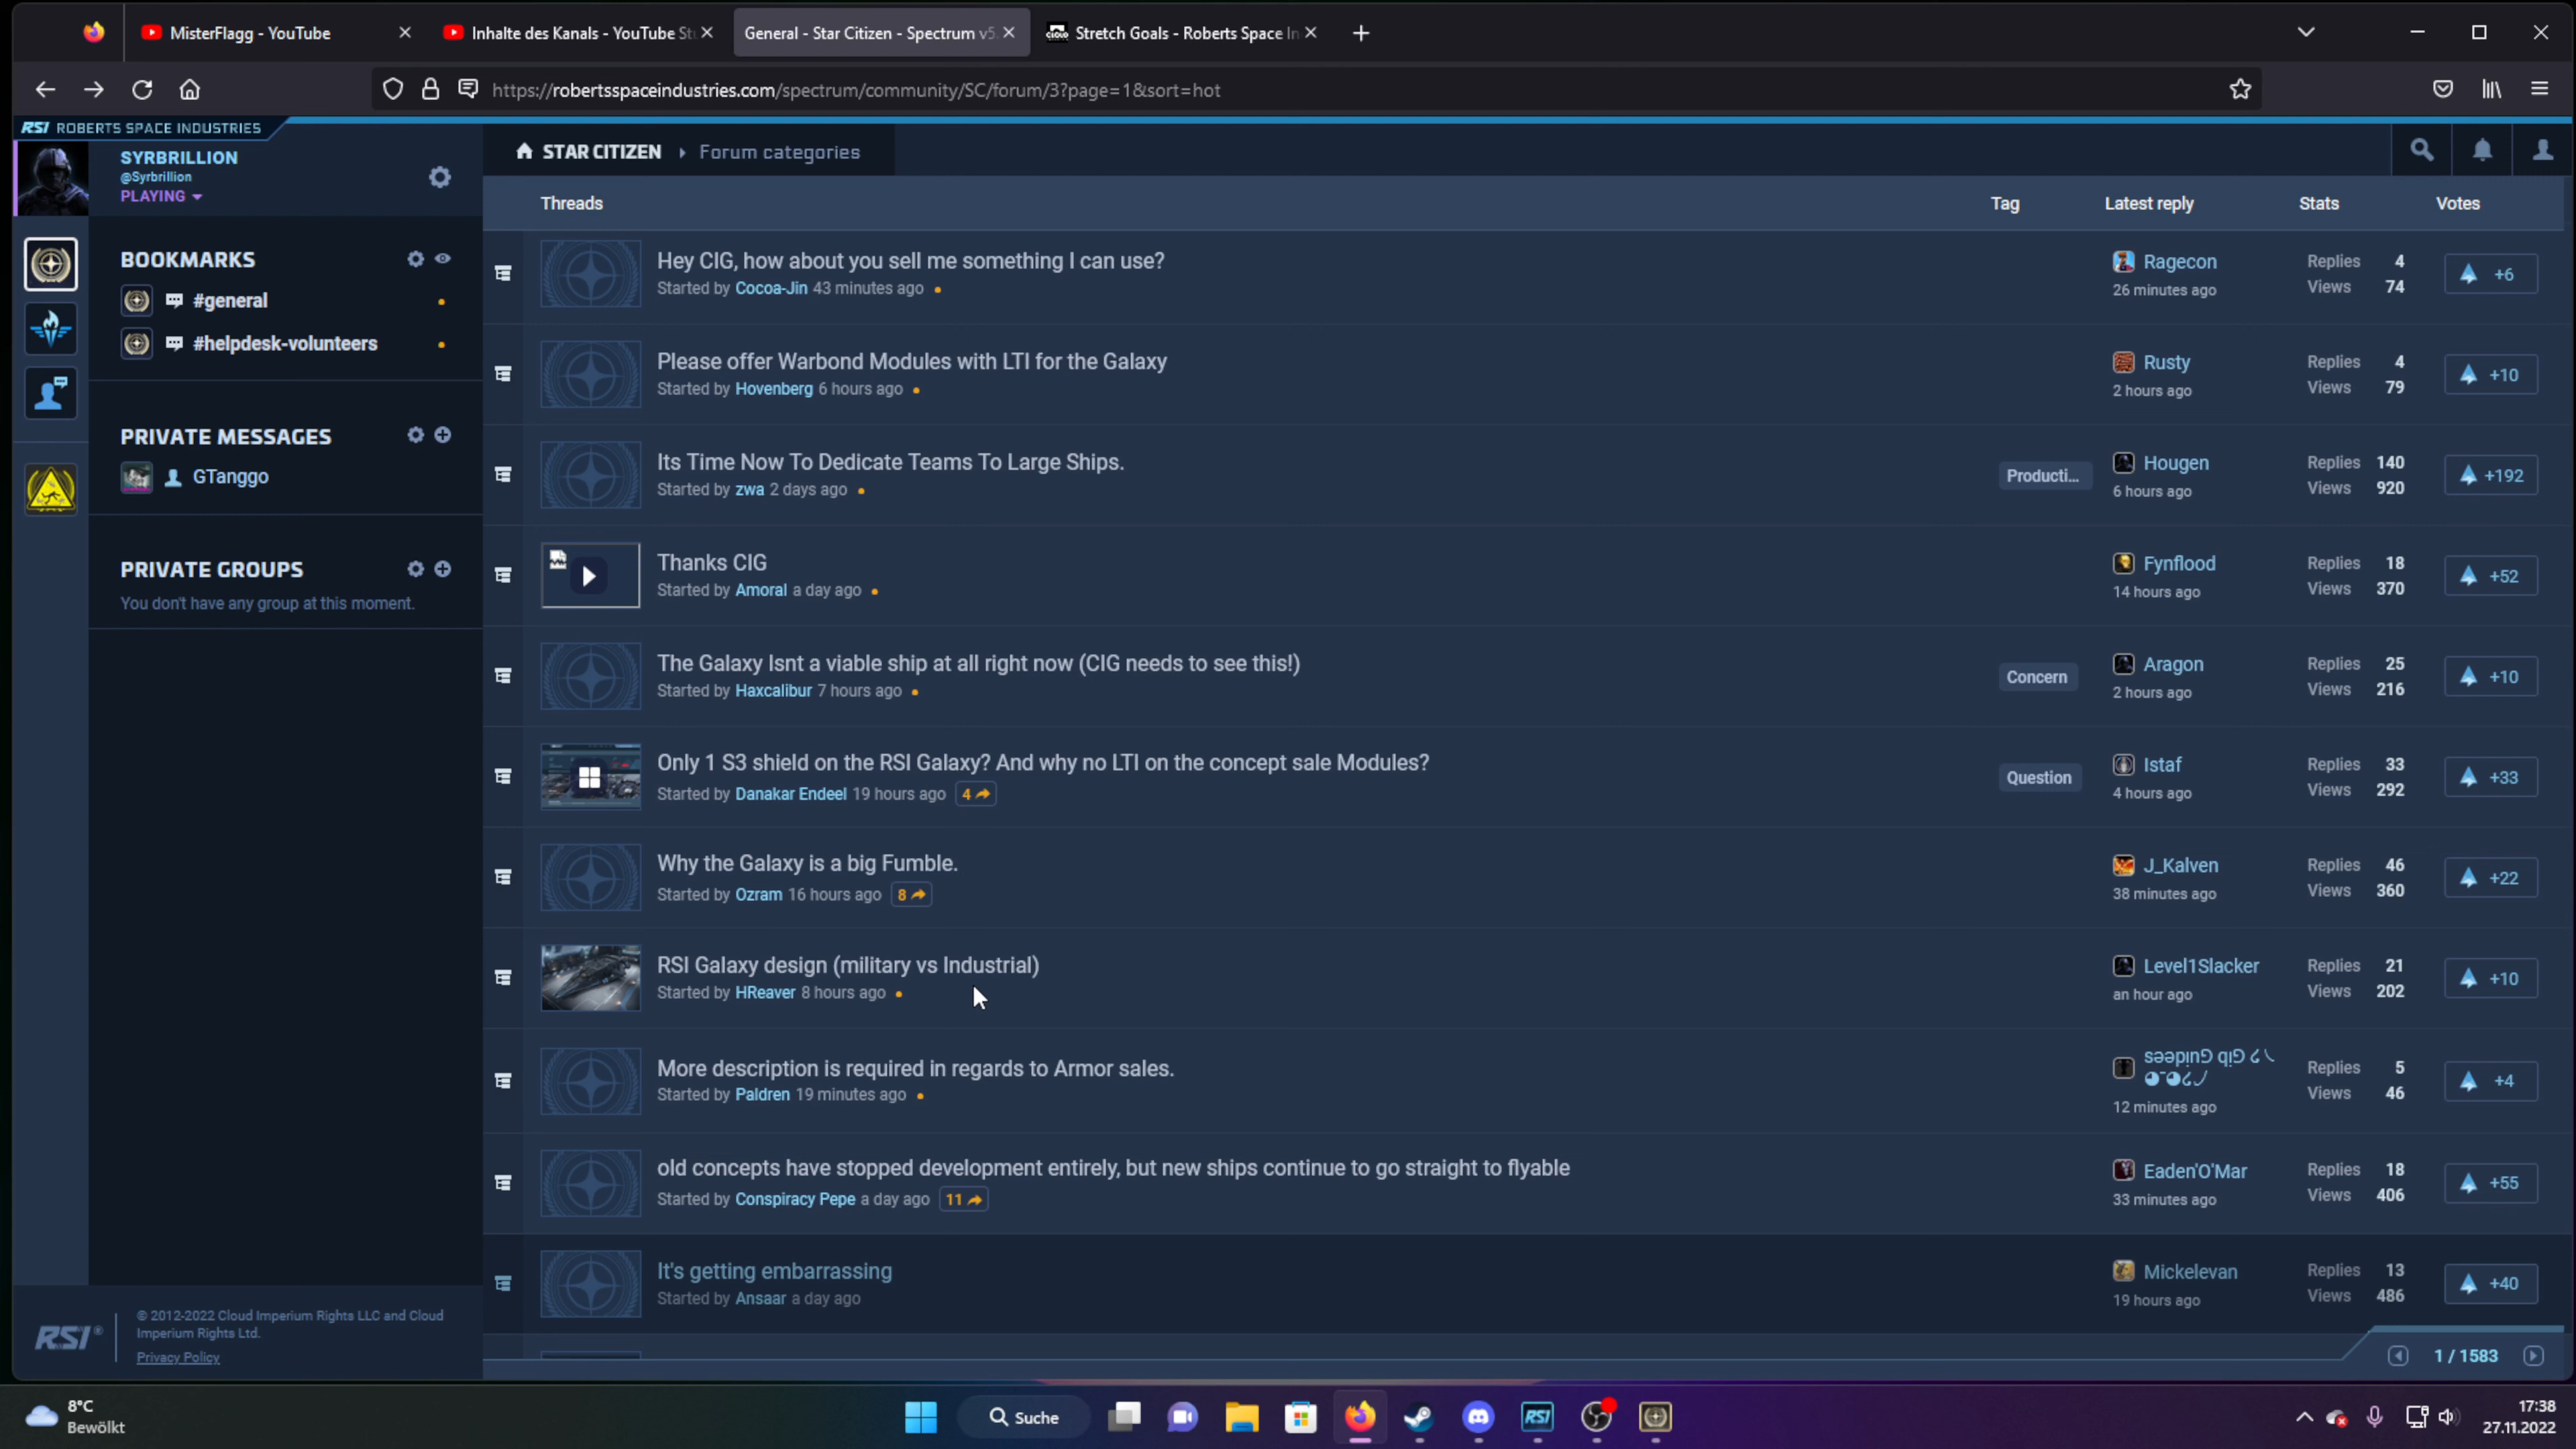 MisterFlagg - YouTube
Inhalte des Kanals - YouTube St
General - Star Citizen - Spectrum v5
Stretch Goals - Roberts Space In
https://robertsspaceindustries.com/spectrum/community/SC/forum/3?page=1&sort=hot
RSI ROBERTS SPACE INDUSTRIES
SYRBRILLION
@Syrbrillion
PLAYING
BOOKMARKS
#general
#helpdesk-volunteers
PRIVATE MESSAGES
GTanggo
PRIVATE GROUPS
You don't have any group at this moment.
RSI
© 2012-2022 Cloud Imperium Rights LLC and Cloud
Imperium Rights Ltd.
Privacy Policy
STAR CITIZEN Forum categories
Threads Tag Latest reply Stats Votes
Hey CIG, how about you sell me something I can use?
Started by Cocoa-Jin 43 minutes ago
Ragecon
26 minutes ago
Replies 4
Views 74
+6
Please offer Warbond Modules with LTI for the Galaxy
Started by Hovenberg 6 hours ago
Rusty
2 hours ago
Replies 4
Views 79
+10
Its Time Now To Dedicate Teams To Large Ships.
Started by zwa 2 days ago
Producti...
Hougen
6 hours ago
Replies 140
Views 920
+192
Thanks CIG
Started by Amoral a day ago
Fynflood
14 hours ago
Replies 18
Views 370
+52
The Galaxy Isnt a viable ship at all right now (CIG needs to see this!)
Started by Haxcalibur 7 hours ago
Concern
Aragon
2 hours ago
Replies 25
Views 216
+10
Only 1 S3 shield on the RSI Galaxy? And why no LTI on the concept sale Modules?
Started by Danakar Endeel 19 hours ago 4
Question
Istaf
4 hours ago
Replies 33
Views 292
+33
Why the Galaxy is a big Fumble.
Started by Ozram 16 hours ago 8
J_Kalven
38 minutes ago
Replies 46
Views 360
+22
RSI Galaxy design (military vs Industrial)
Started by HReaver 8 hours ago
Level1Slacker
an hour ago
Replies 21
Views 202
+10
More description is required in regards to Armor sales.
Started by Paldren 19 minutes ago
12 minutes ago
Replies 5
Views 46
+4
old concepts have stopped development entirely, but new ships continue to go straight to flyable
Started by Conspiracy Pepe a day ago 11
Eaden'O'Mar
33 minutes ago
Replies 18
Views 406
+55
It's getting embarrassing
Started by Ansaar a day ago
Mickelevan
19 hours ago
Replies 13
Views 486
+40
1 / 1583
8°C
Bewölkt
Suche
RSI
17:38
27.11.2022